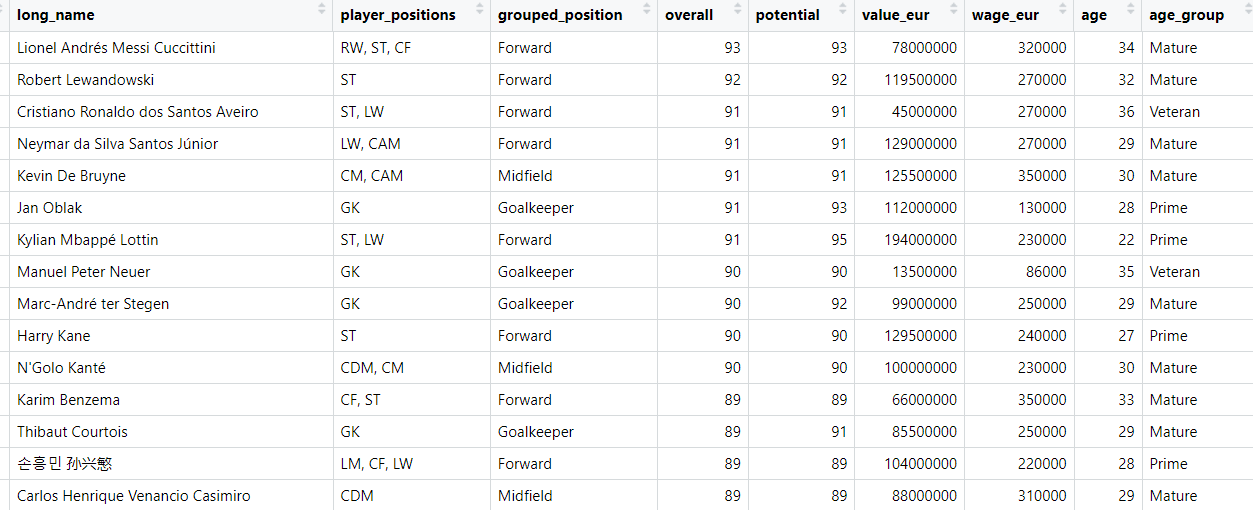 long_name player_positions grouped_position overall potential value_eur wage_eur age age_group
Lionel Andrés Messi Cuccittini RW, ST, CF Forward 93 93 78000000 320000 34 Mature
Robert Lewandowski ST Forward 92 92 119500000 270000 32 Mature
Cristiano Ronaldo dos Santos Aveiro ST, LW Forward 91 91 45000000 270000 36 Veteran
Neymar da Silva Santos Júnior LW, CAM Forward 91 91 129000000 270000 29 Mature
Kevin De Bruyne CM, CAM Midfield 91 91 125500000 350000 30 Mature
Jan Oblak GK Goalkeeper 91 93 112000000 130000 28 Prime
Kylian Mbappé Lottin ST, LW Forward 91 95 194000000 230000 22 Prime
Manuel Peter Neuer GK Goalkeeper 90 90 13500000 86000 35 Veteran
Marc-André ter Stegen GK Goalkeeper 90 92 99000000 250000 29 Mature
Harry Kane ST Forward 90 90 129500000 240000 27 Prime
N'Golo Kanté CDM, CM Midfield 90 90 100000000 230000 30 Mature
Karim Benzema CF, ST Forward 89 89 66000000 350000 33 Mature
Thibaut Courtois GK Goalkeeper 89 91 85500000 250000 29 Mature
손흥민 孙兴慜 LM, CF, LW Forward 89 89 104000000 220000 28 Prime
Carlos Henrique Venancio Casimiro CDM Midfield 89 89 88000000 310000 29 Mature